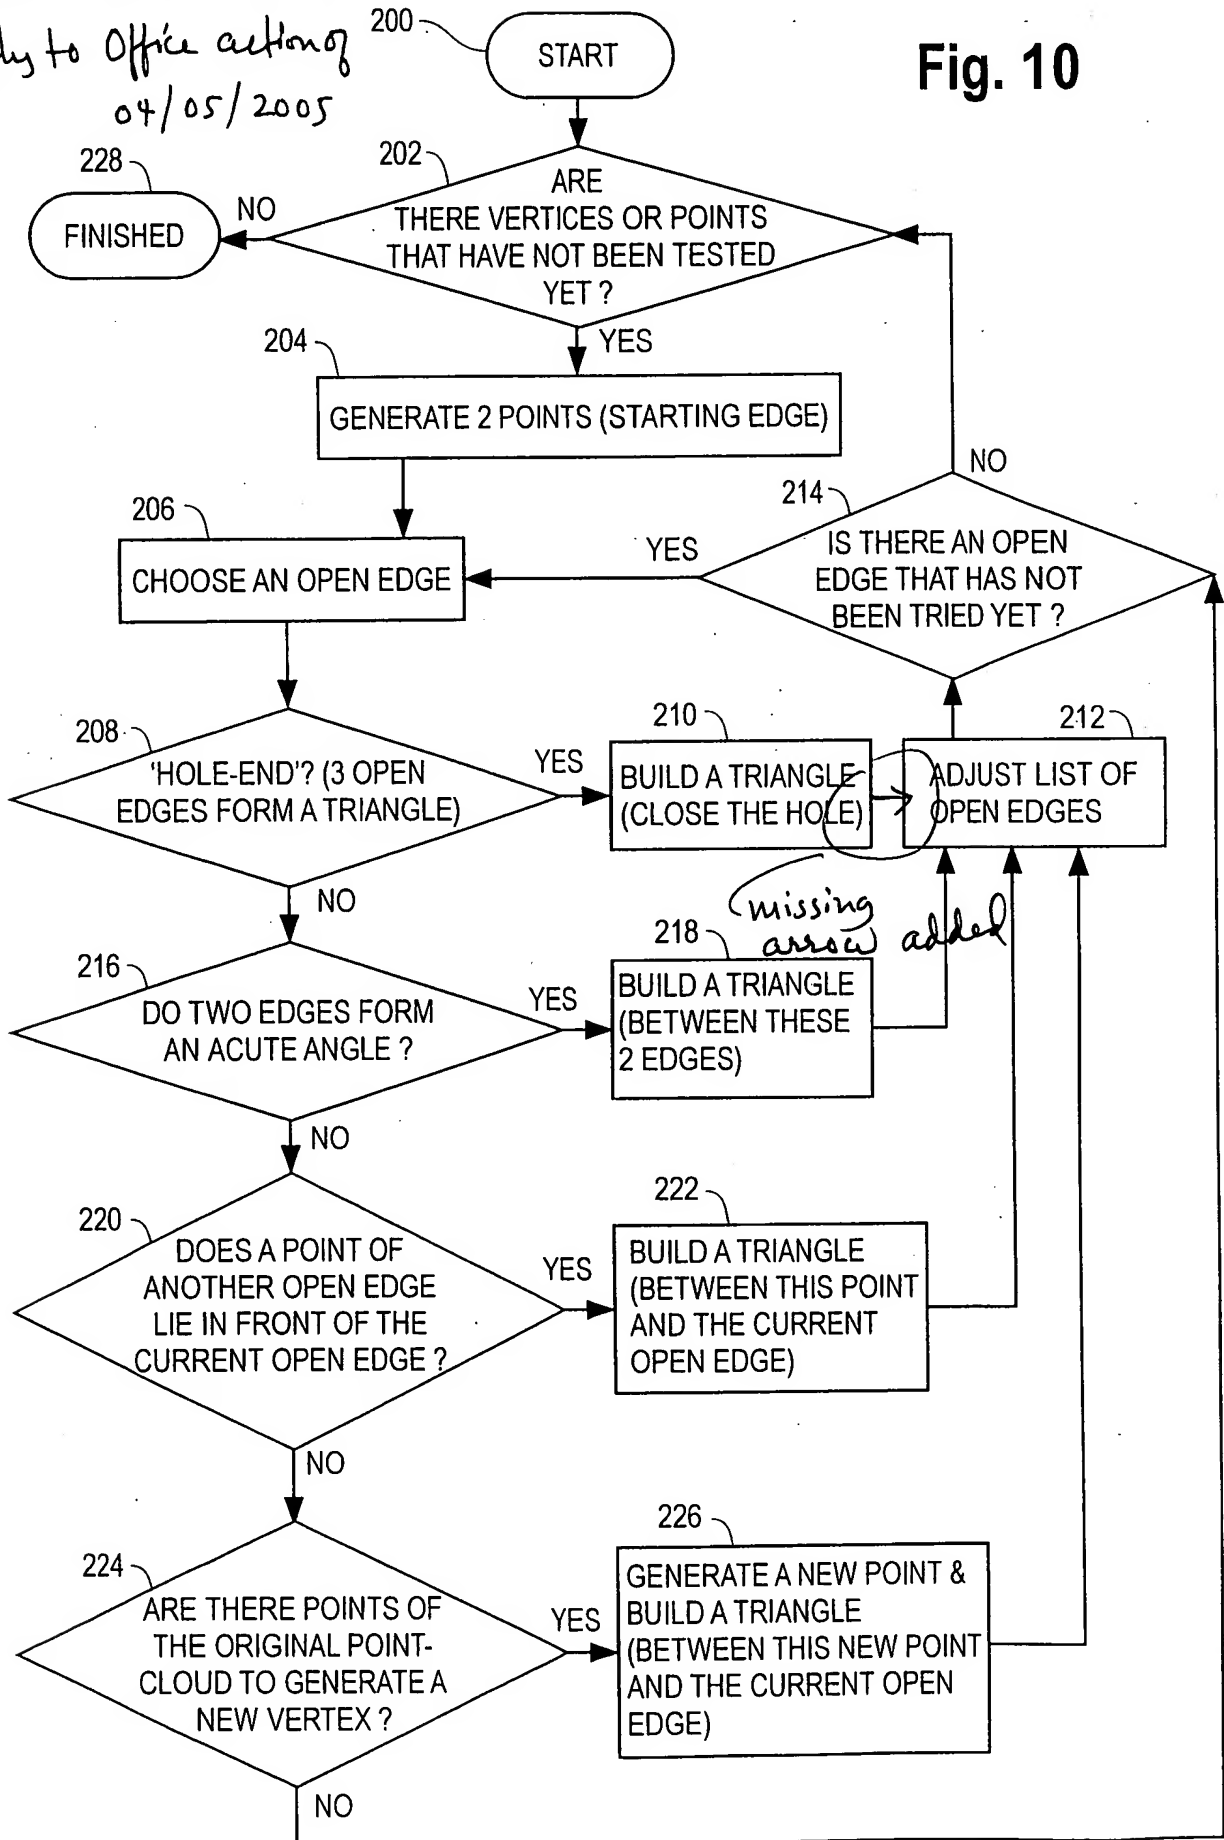 to Office action of
04/05/2005
Fig. 10
200
START
228
FINISHED
NO
202
ARE
THERE VERTICES OR POINTS
THAT HAVE NOT BEEN TESTED
YET ?
YES
204
GENERATE 2 POINTS (STARTING EDGE)
206
CHOOSE AN OPEN EDGE
YES
214
NO
IS THERE AN OPEN
EDGE THAT HAS NOT
BEEN TRIED YET ?
208
'HOLE-END'? (3 OPEN
EDGES FORM A TRIANGLE)
YES
210
BUILD A TRIANGLE
(CLOSE THE HOLE)
212
ADJUST LIST OF
OPEN EDGES
missing
arrow added
NO
216
DO TWO EDGES FORM
AN ACUTE ANGLE ?
YES
218
BUILD A TRIANGLE
(BETWEEN THESE
2 EDGES)
NO
220
DOES A POINT OF
ANOTHER OPEN EDGE
LIE IN FRONT OF THE
CURRENT OPEN EDGE ?
YES
222
BUILD A TRIANGLE
(BETWEEN THIS POINT
AND THE CURRENT
OPEN EDGE)
NO
224
ARE THERE POINTS OF
THE ORIGINAL POINT-
CLOUD TO GENERATE A
NEW VERTEX ?
YES
226
GENERATE A NEW POINT &
BUILD A TRIANGLE
(BETWEEN THIS NEW POINT
AND THE CURRENT OPEN
EDGE)
NO